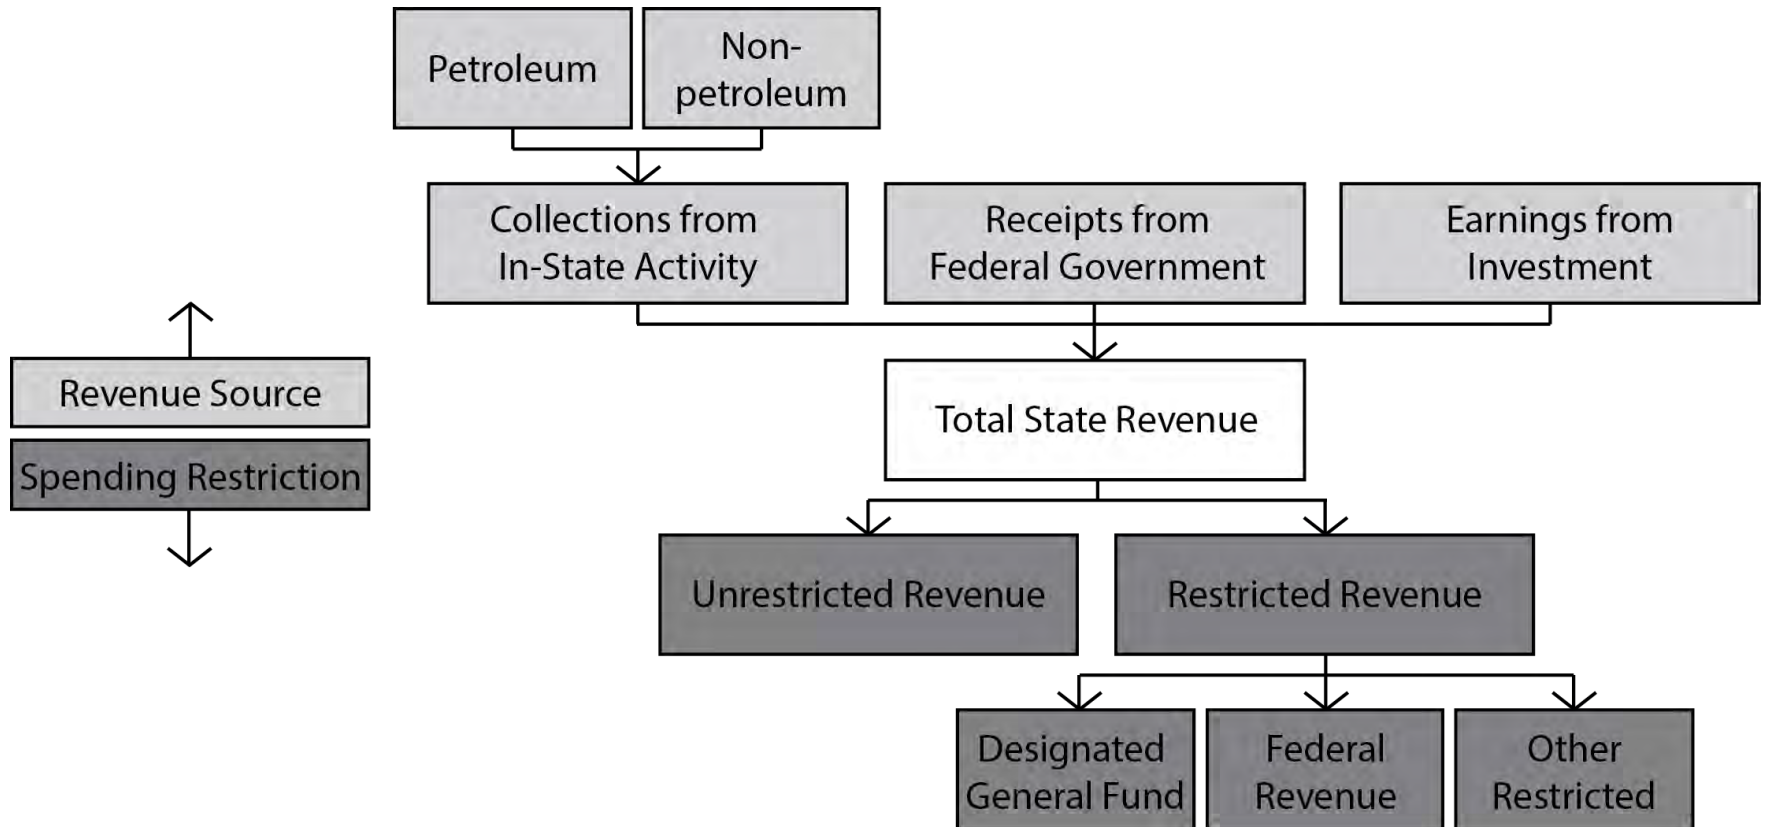 Petroleum
Non-
petroleum
Collections from
In-State Activity
Receipts from
Federal Government
Earnings from
Investment
Revenue Source
Spending Restriction
Total State Revenue
Unrestricted Revenue
Restricted Revenue
Designated
General Fund
Federal
Revenue
Other
Restricted